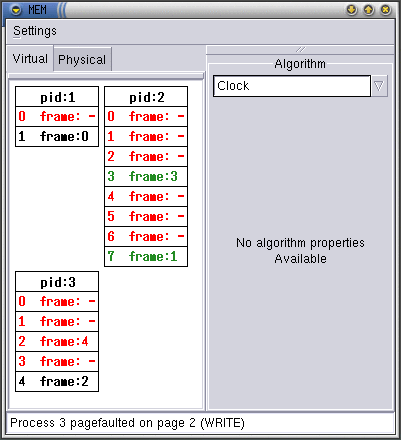 MEM
Settings
Virtual Physical
pid:1
0 frame: -
1 frame:0
pid:2
0 frame: -
1 frame: -
2 frame: -
3 frame:3
4 frame: -
5 frame: -
6 frame: -
7 frame:1
pid:3
0 frame: -
1 frame: -
2 frame:4
3 frame: -
4 frame:2
Algorithm
Clock
No algorithm properties
Available
Process 3 pagefaulted on page 2 (WRITE)